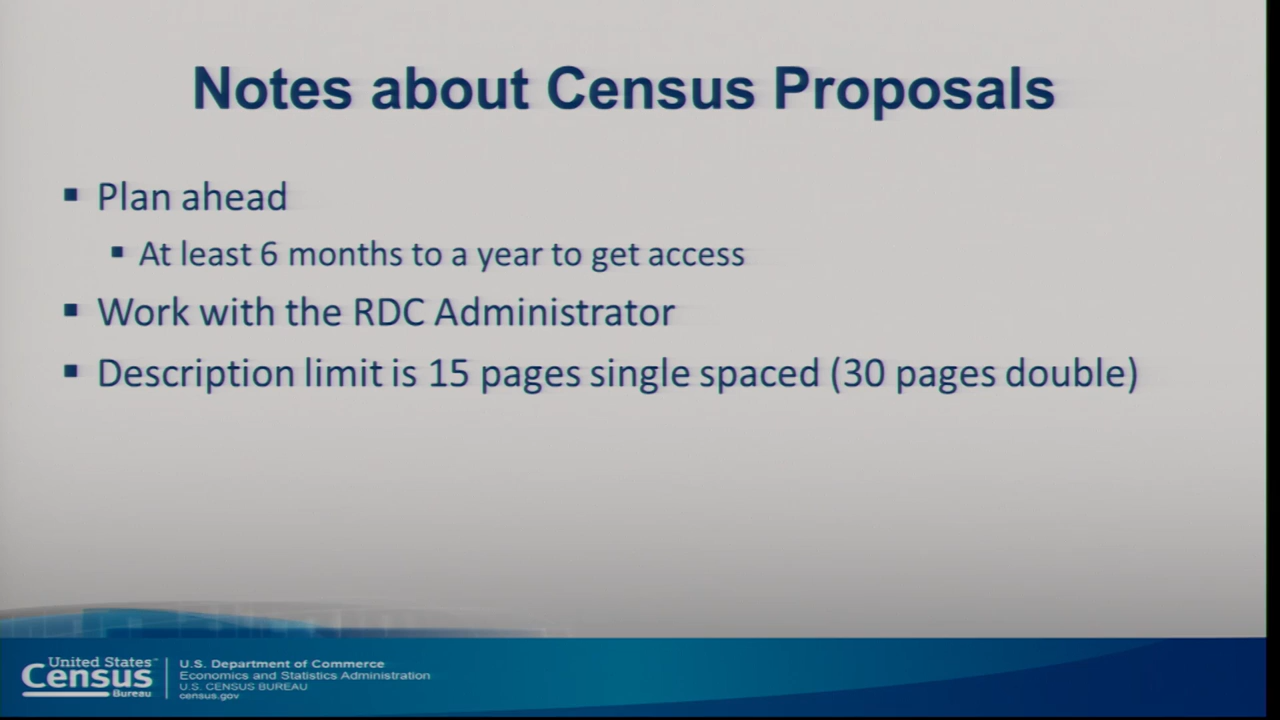 Notes about Census Proposals
▪ Plan ahead
▪ At least 6 months to a year to get access
▪ Work with the RDC Administrator
▪ Description limit is 15 pages single spaced (30 pages double)
United States™
Census
Bureau
U.S. Department of Commerce
Economics and Statistics Administration
U.S. CENSUS BUREAU
census.gov